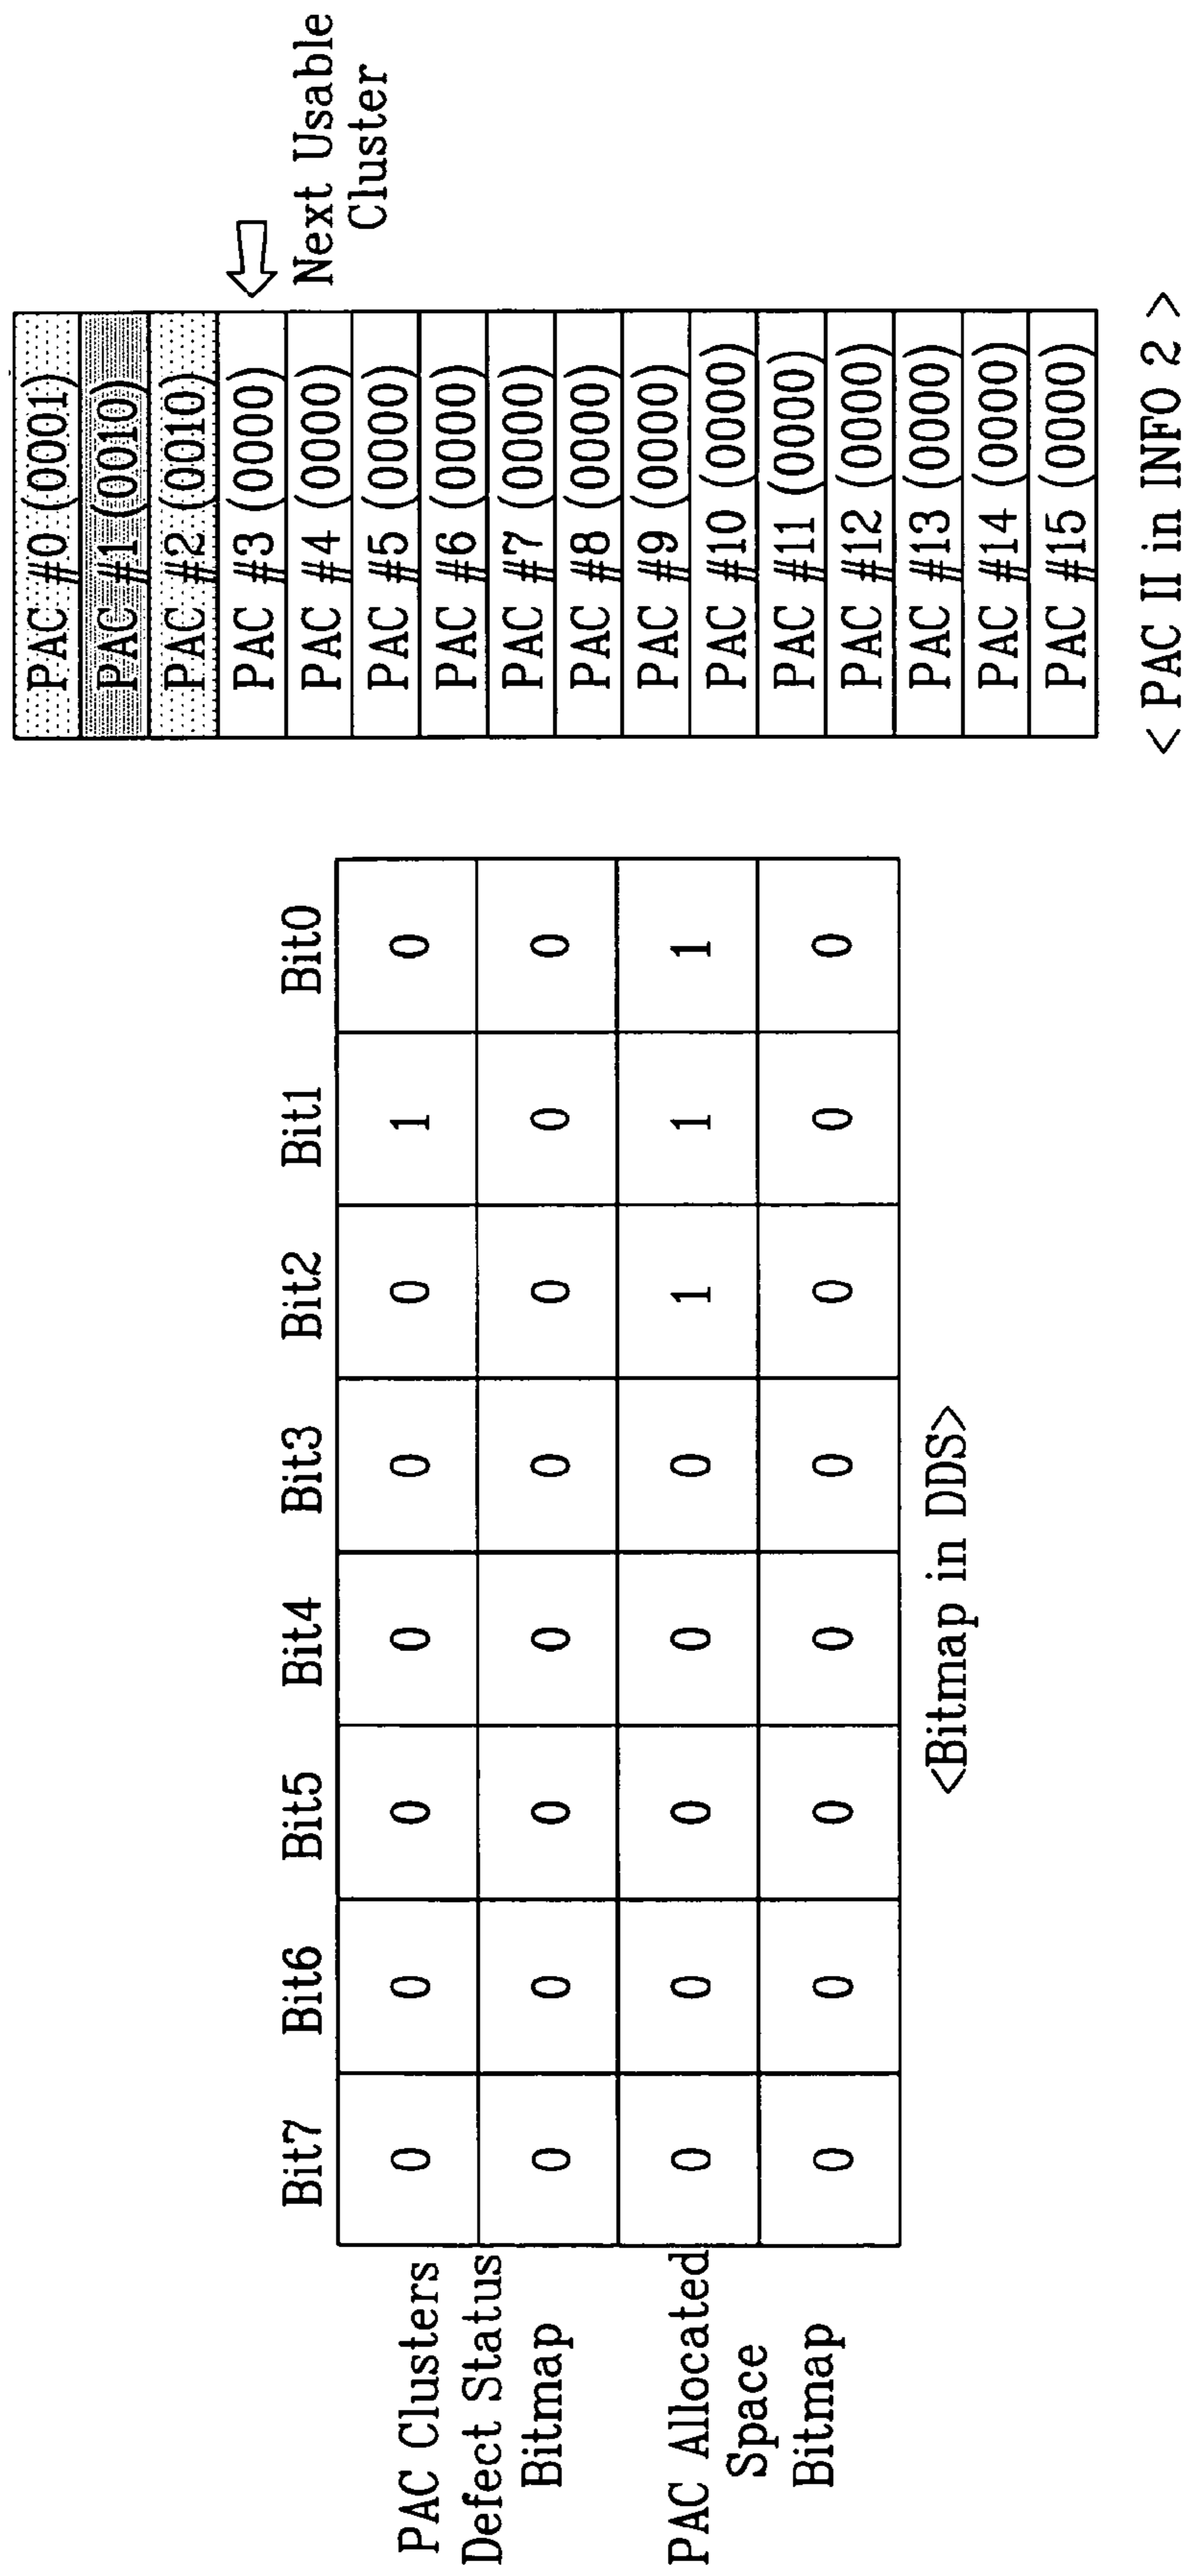 Bit7 Bit6 Bit5 Bit4 Bit3 Bit2 Bit1 Bit0
PAC Clusters
Defect Status
Bitmap
0 0 0 0 0 0 1 0
0 0 0 0 0 0 0 0
PAC Allocated
Space
Bitmap
0 0 0 0 0 1 1 1
0 0 0 0 0 0 0 0
<Bitmap in DDS>
PAC #0 (0001)
PAC #1 (0010)
PAC #2 (0010)
PAC #3 (0000)
PAC #4 (0000)
PAC #5 (0000)
PAC #6 (0000)
PAC #7 (0000)
PAC #8 (0000)
PAC #9 (0000)
PAC #10 (0000)
PAC #11 (0000)
PAC #12 (0000)
PAC #13 (0000)
PAC #14 (0000)
PAC #15 (0000)
Next Usable
Cluster
< PAC II in INFO 2 >